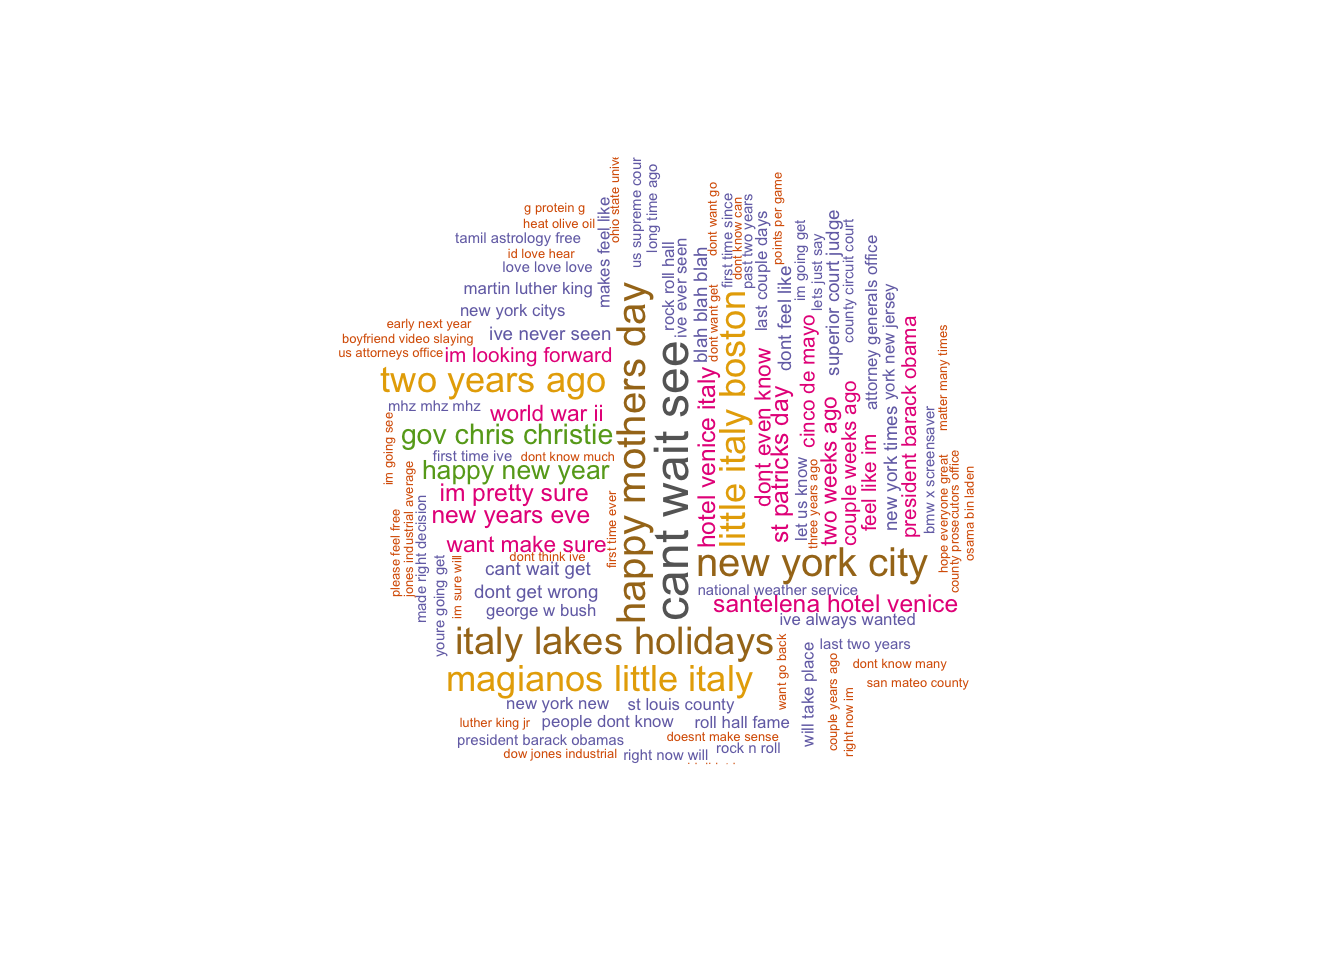 g protein g
heat olive oil
tamil astrology free
id love hear
love love love
martin luther king
new york citys
early next year
boyfriend video slaying
us attorneys office
ive never seen
im looking forward
two years ago
mhz mhz mhz
world war ii
gov chris christie
first time ive
dont know much
happy new year
im pretty sure
new years eve
want make sure
dont think ive
cant wait get
dont get wrong
george w bush
im going see
please feel free
jones industrial average
made right decision
youre going get
im sure will
first time ever
makes feel like
ohio state univ
us supreme cour
long time ago
happy mothers day
cant wait see
rock roll hall
ive ever seen
blah blah blah
dont want go
dont want get
hotel venice italy
first time since
dont know can
past two years
little italy boston
last couple days
dont even know
points per game
dont feel like
st patricks day
im going get
lets just say
cinco de mayo
let us know
three years ago
superior court judge
two weeks ago
county circuit court
couple weeks ago
attorney generals office
feel like im
new york times york new jersey
president barack obama
bmw x screensaver
matter many times
hope everyone great
county prosecutors office
osama bin laden
new york city
national weather service
santelena hotel venice
ive always wanted
italy lakes holidays
magianos little italy
want go back
will take place
last two years
dont know many
san mateo county
couple years ago
right now im
new york new
st louis county
luther king jr
people dont know
roll hall fame
president barack obamas
doesnt make sense
dow jones industrial
right now will
rock n roll